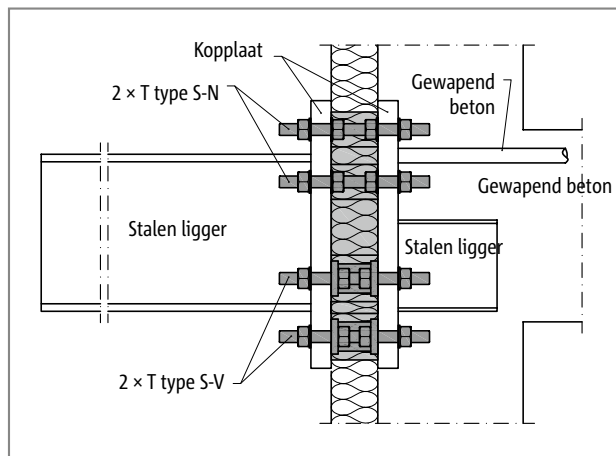 Kopplaat
2 × T type S-N
Gewapend
beton
Gewapend beton
Stalen ligger
Stalen ligger
2 × T type S-V